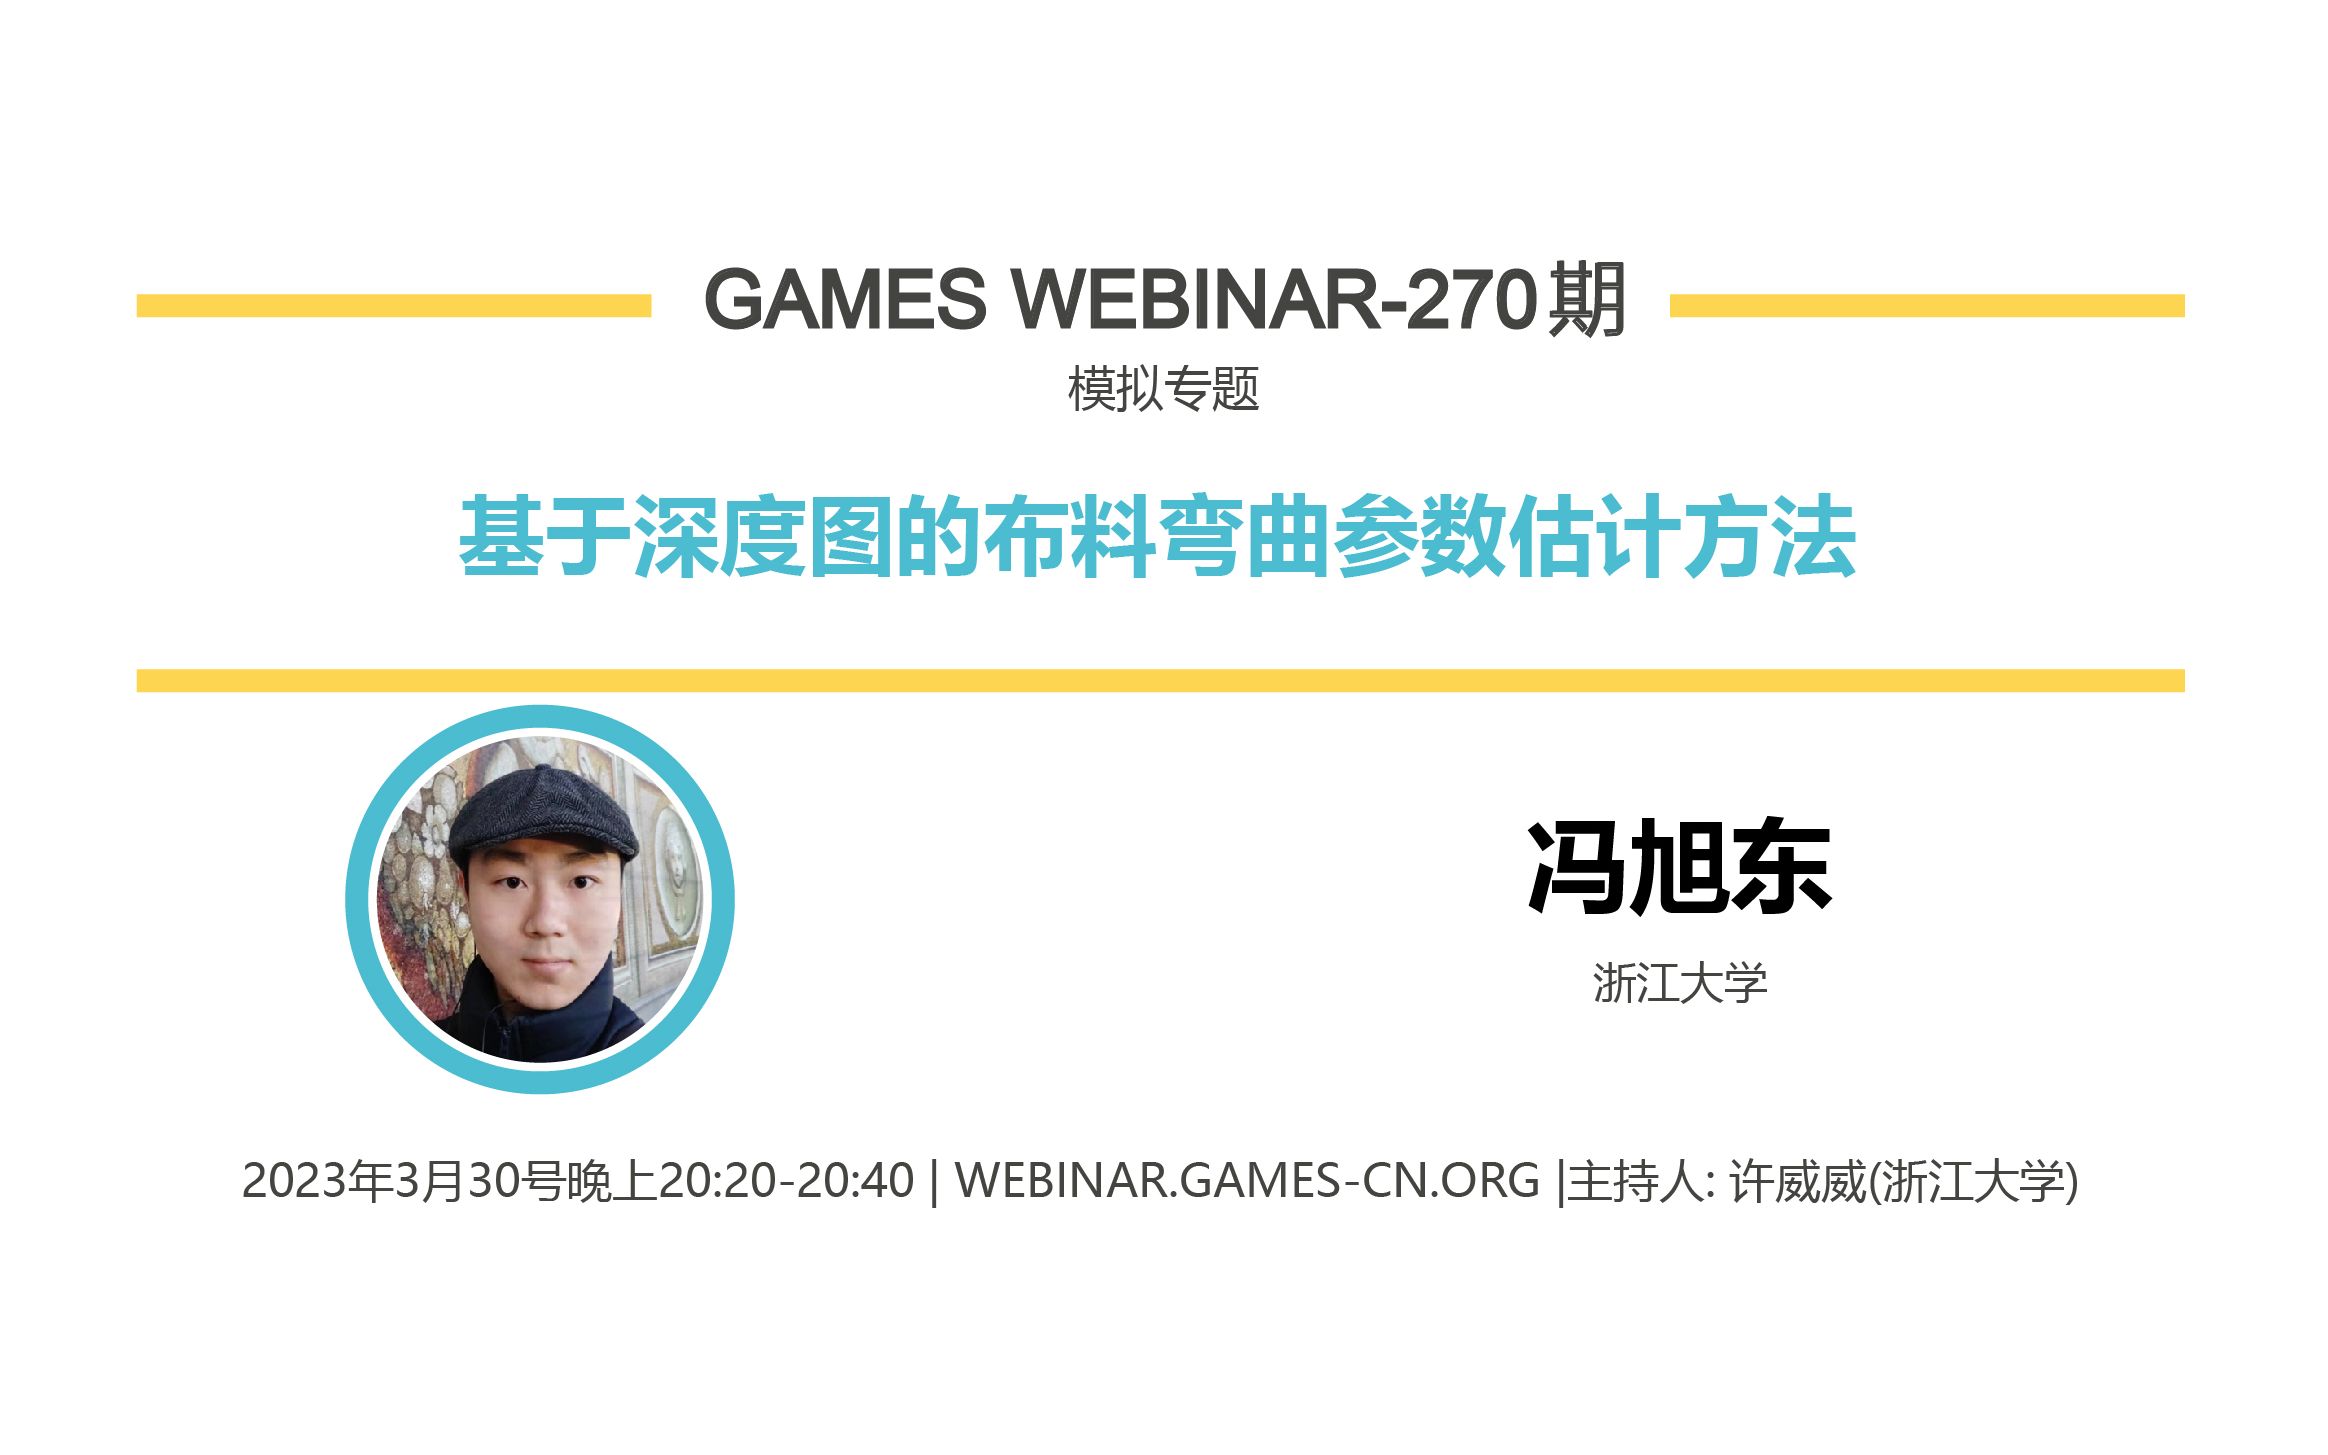 GAMES WEBINAR-270期
模拟专题
基于深度图的布料弯曲参数估计方法
冯旭东
浙江大学
2023年3月30号晚上20:20-20:40 | WEBINAR.GAMES-CN.ORG |主持人: 许威威(浙江大学)